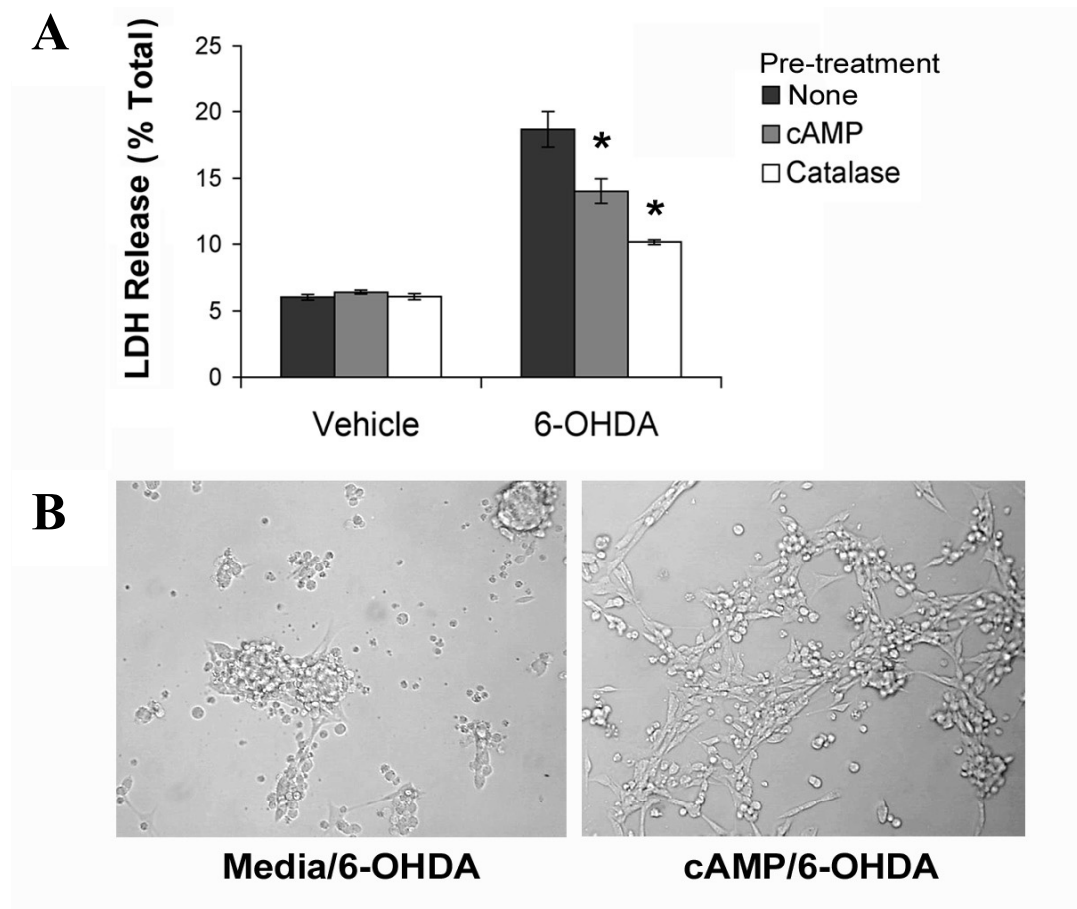 A
LDH Release (% Total)
25
20
15
10
5
0
Vehicle
6-OHDA
*
*
Pre-treatment
None
cAMP
Catalase
B
Media/6-OHDA
cAMP/6-OHDA